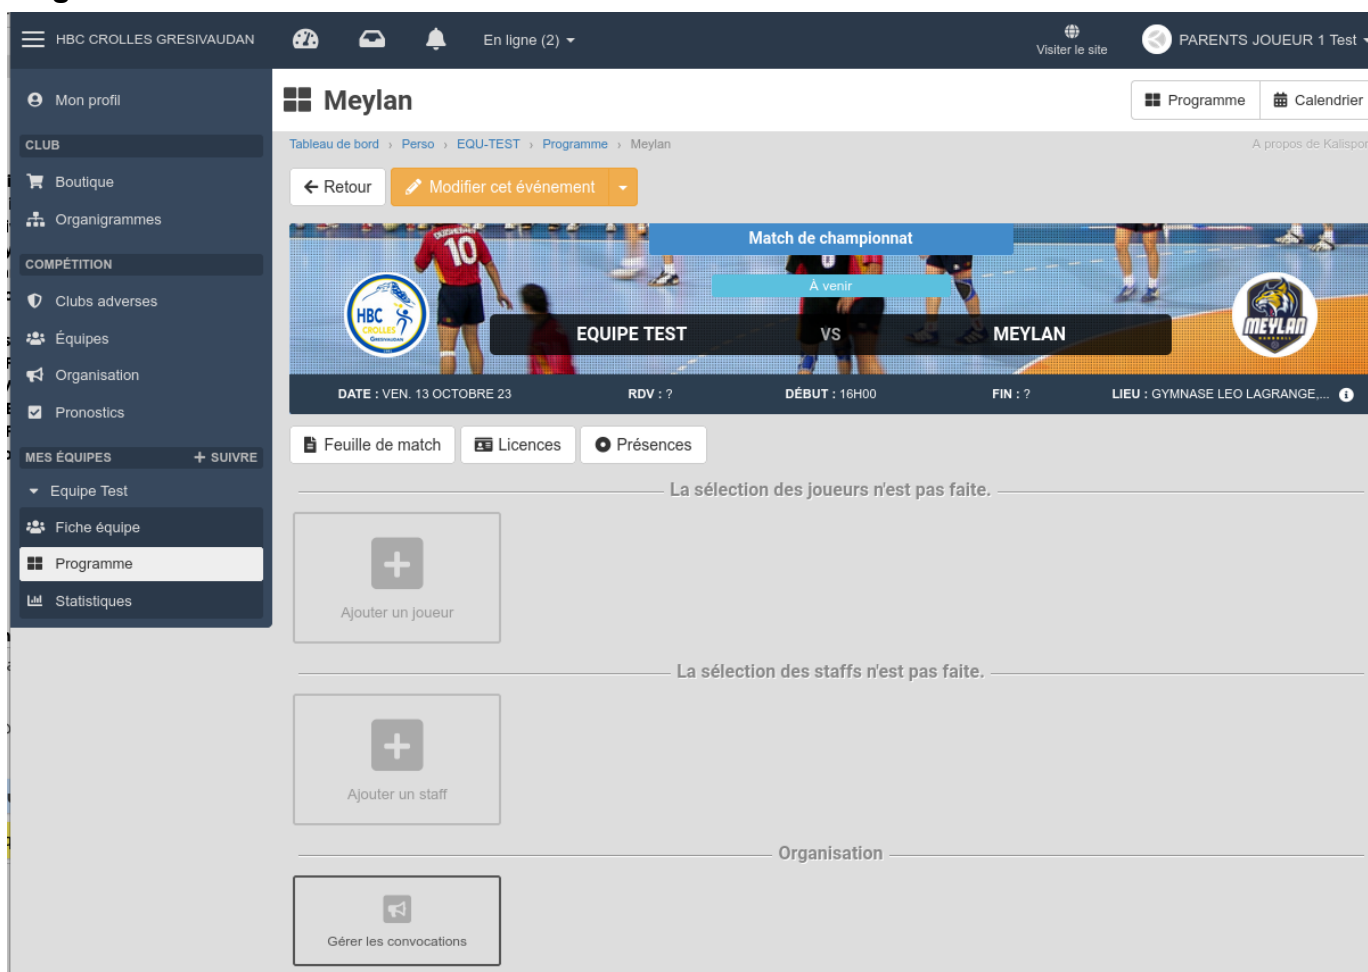 HBC CROLLES GRESIVAUDAN
En ligne (2)
Visiter le site
PARENTS JOUEUR 1 Test
Mon profil
CLUB
Boutique
Organigrammes
COMPÉTITION
Clubs adverses
Équipes
Organisation
Pronostics
MES ÉQUIPES + SUIVRE
Equipe Test
Fiche équipe
Programme
Statistiques
Meylan
Programme
Calendrier
Tableau de bord › Perso › EQU-TEST › Programme › Meylan
A propos de Kalispor
Retour
Modifier cet événement
Match de championnat
10
À venir
HBC
CROLLES
GRESIVAUDAN
EQUIPE TEST VS MEYLAN
MEYLAN
DATE : VEN. 13 OCTOBRE 23 RDV : ? DÉBUT : 16H00 FIN : ? LIEU : GYMNASE LEO LAGRANGE,...
Feuille de match
Licences
Présences
La sélection des joueurs n'est pas faite.
Ajouter un joueur
La sélection des staffs n'est pas faite.
Ajouter un staff
Organisation
Gérer les convocations